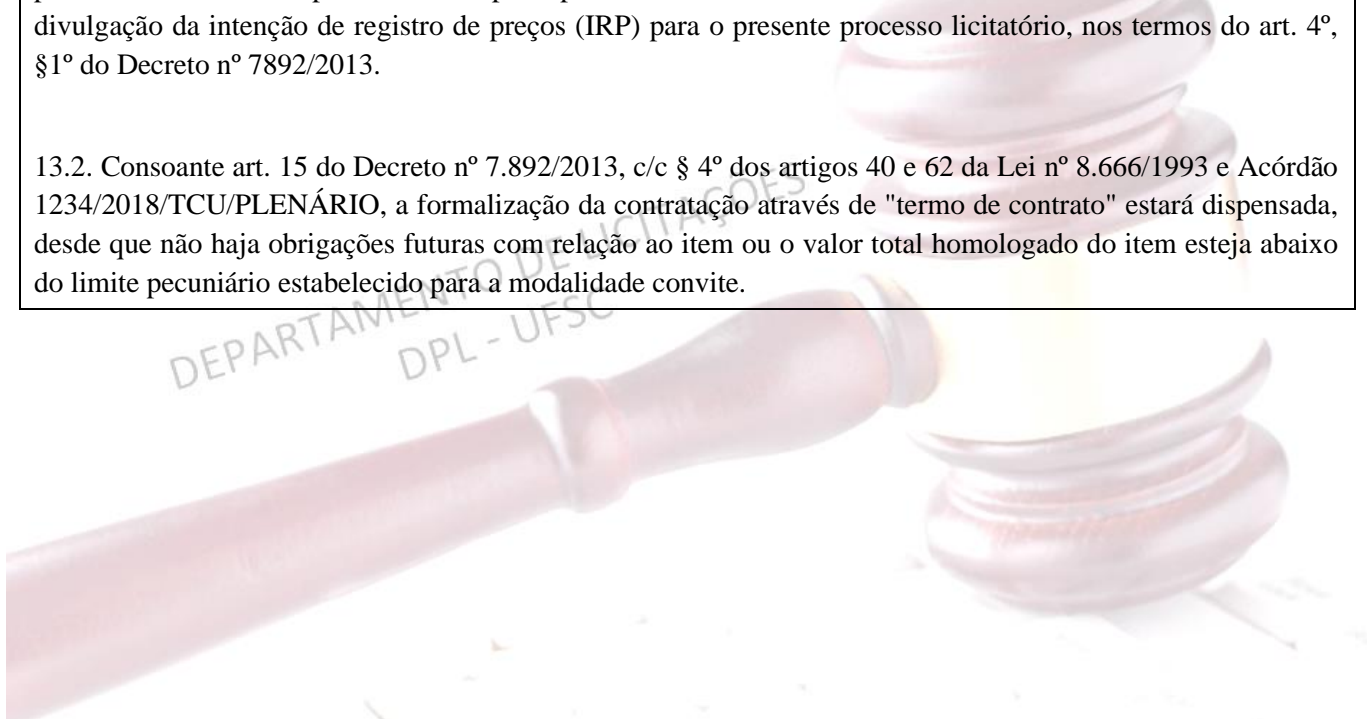 divulgação da intenção de registro de preços (IRP) para o presente processo licitatório, nos termos do art. 4º,
§1º do Decreto nº 7892/2013.
13.2. Consoante art. 15 do Decreto nº 7.892/2013, c/c § 4º dos artigos 40 e 62 da Lei nº 8.666/1993 e Acórdão
1234/2018/TCU/PLENÁRIO, a formalização da contratação através de "termo de contrato" estará dispensada,
desde que não haja obrigações futuras com relação ao item ou o valor total homologado do item esteja abaixo
do limite pecuniário estabelecido para a modalidade convite.
DEPARTAMENTO DE LICITAÇÕES
DPL - UFSC